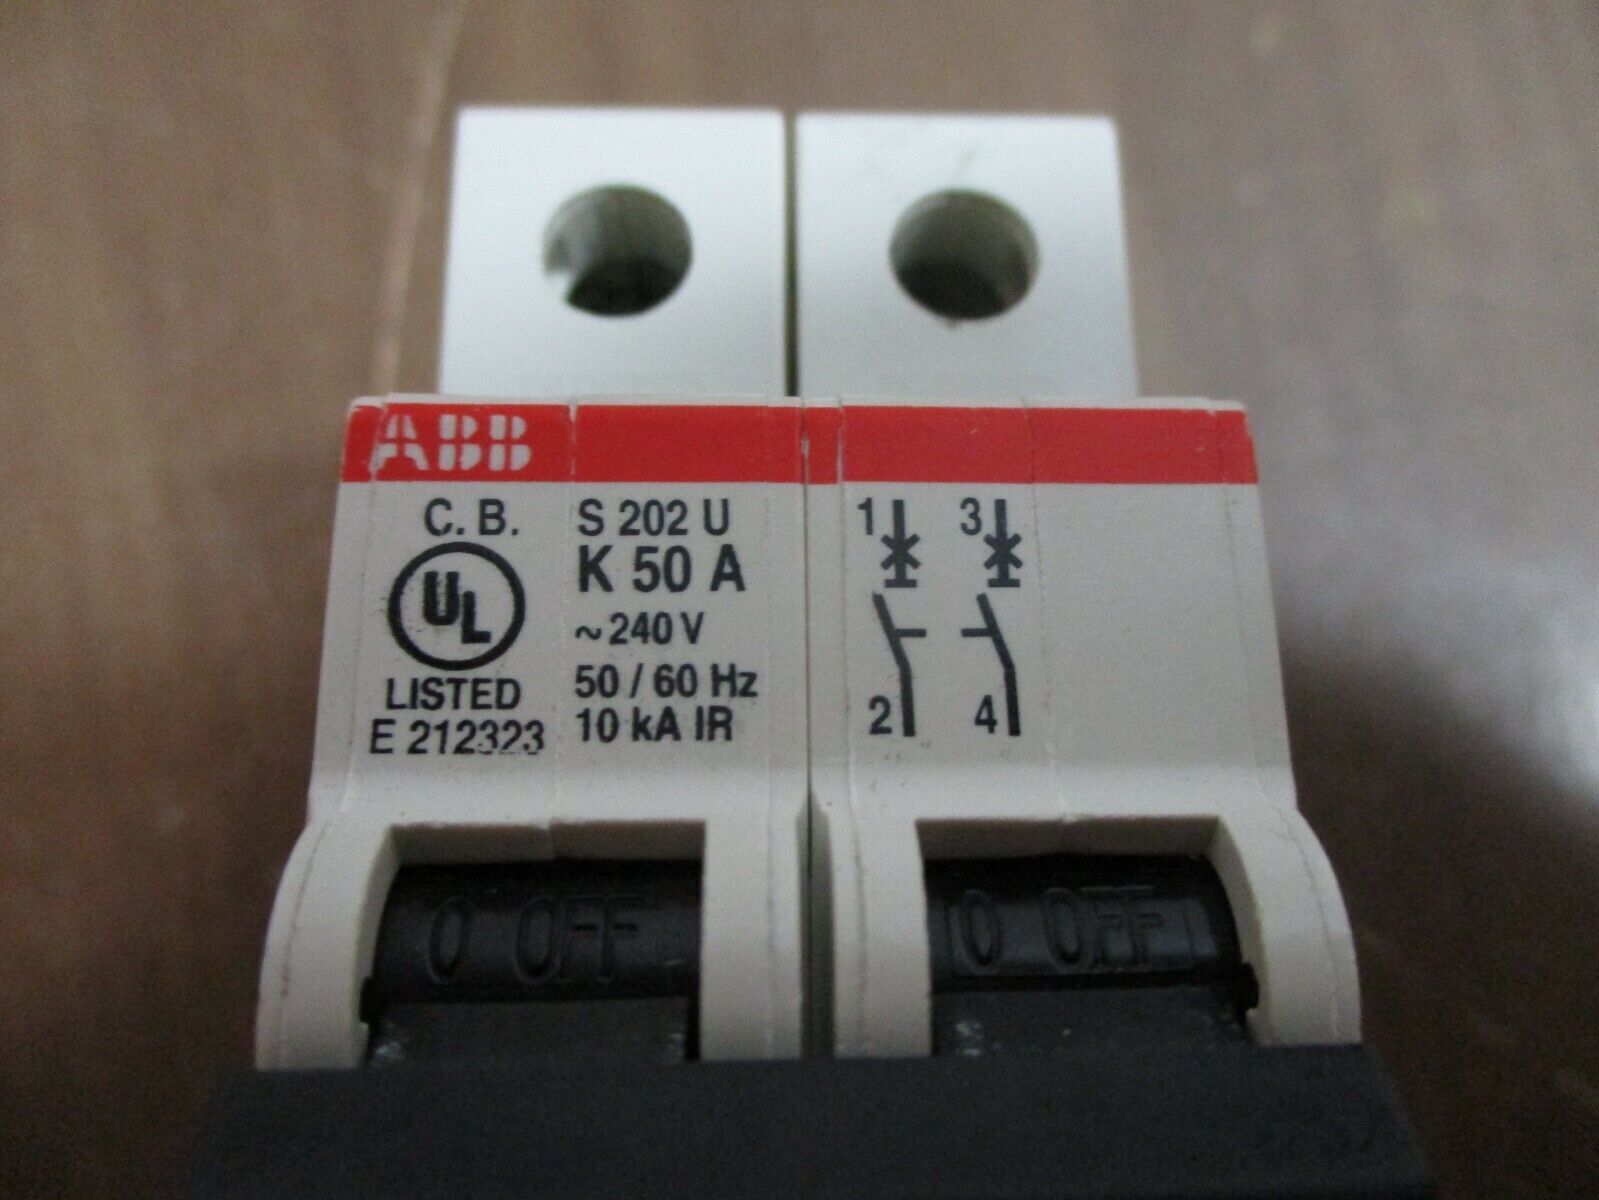 ABB
C. B.
UL
LISTED
E 212323
S 202 U
K 50 A
~ 240 V
50 / 60 Hz
10 kA IR
1 3
2 4
0 OFF
0 OFF